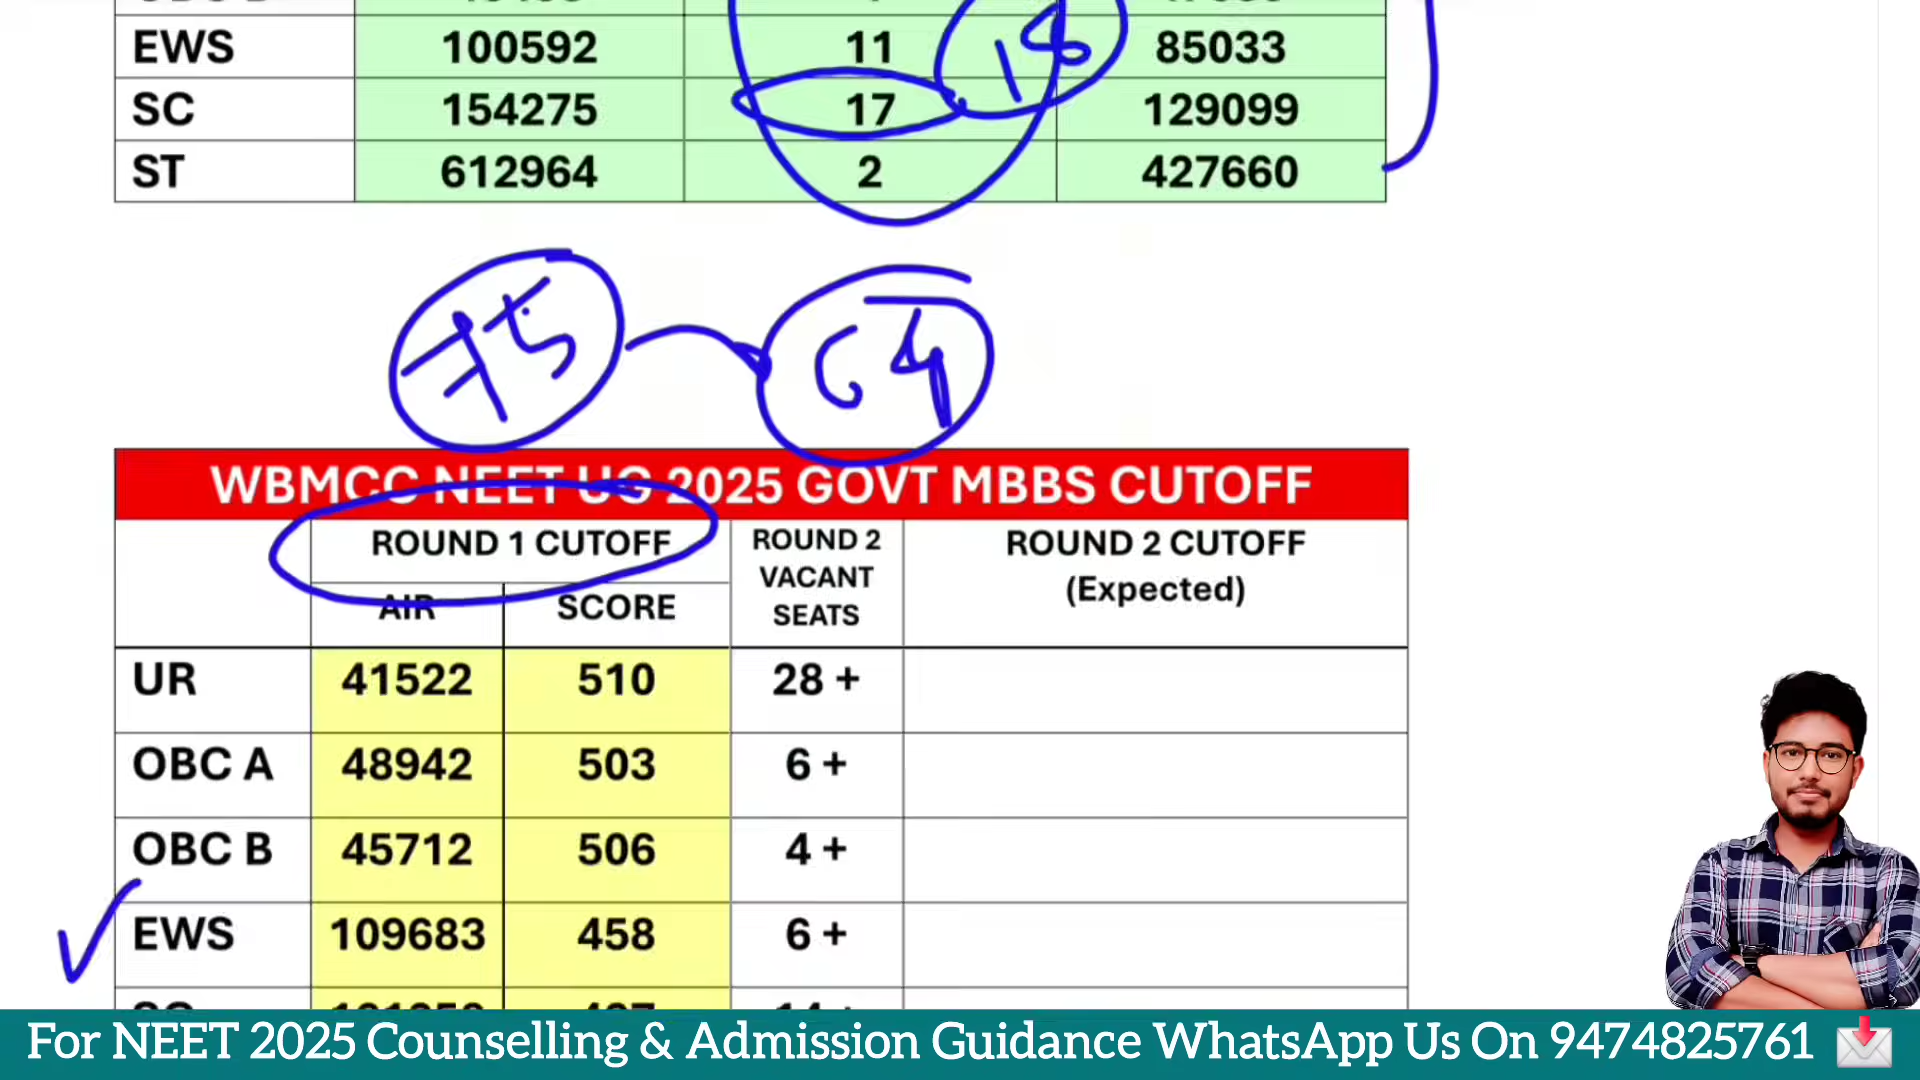 EWS 100592 11 18 85033
SC 154275 17 129099
ST 612964 2 427660
75 64
WBMCC NEET UG 2025 GOVT MBBS CUTOFF
ROUND 1 CUTOFF ROUND 2 VACANT SEATS ROUND 2 CUTOFF (Expected)
AIR SCORE
UR 41522 510 28 +
OBC A 48942 503 6 +
OBC B 45712 506 4 +
EWS 109683 458 6 +
For NEET 2025 Counselling & Admission Guidance WhatsApp Us On 9474825761